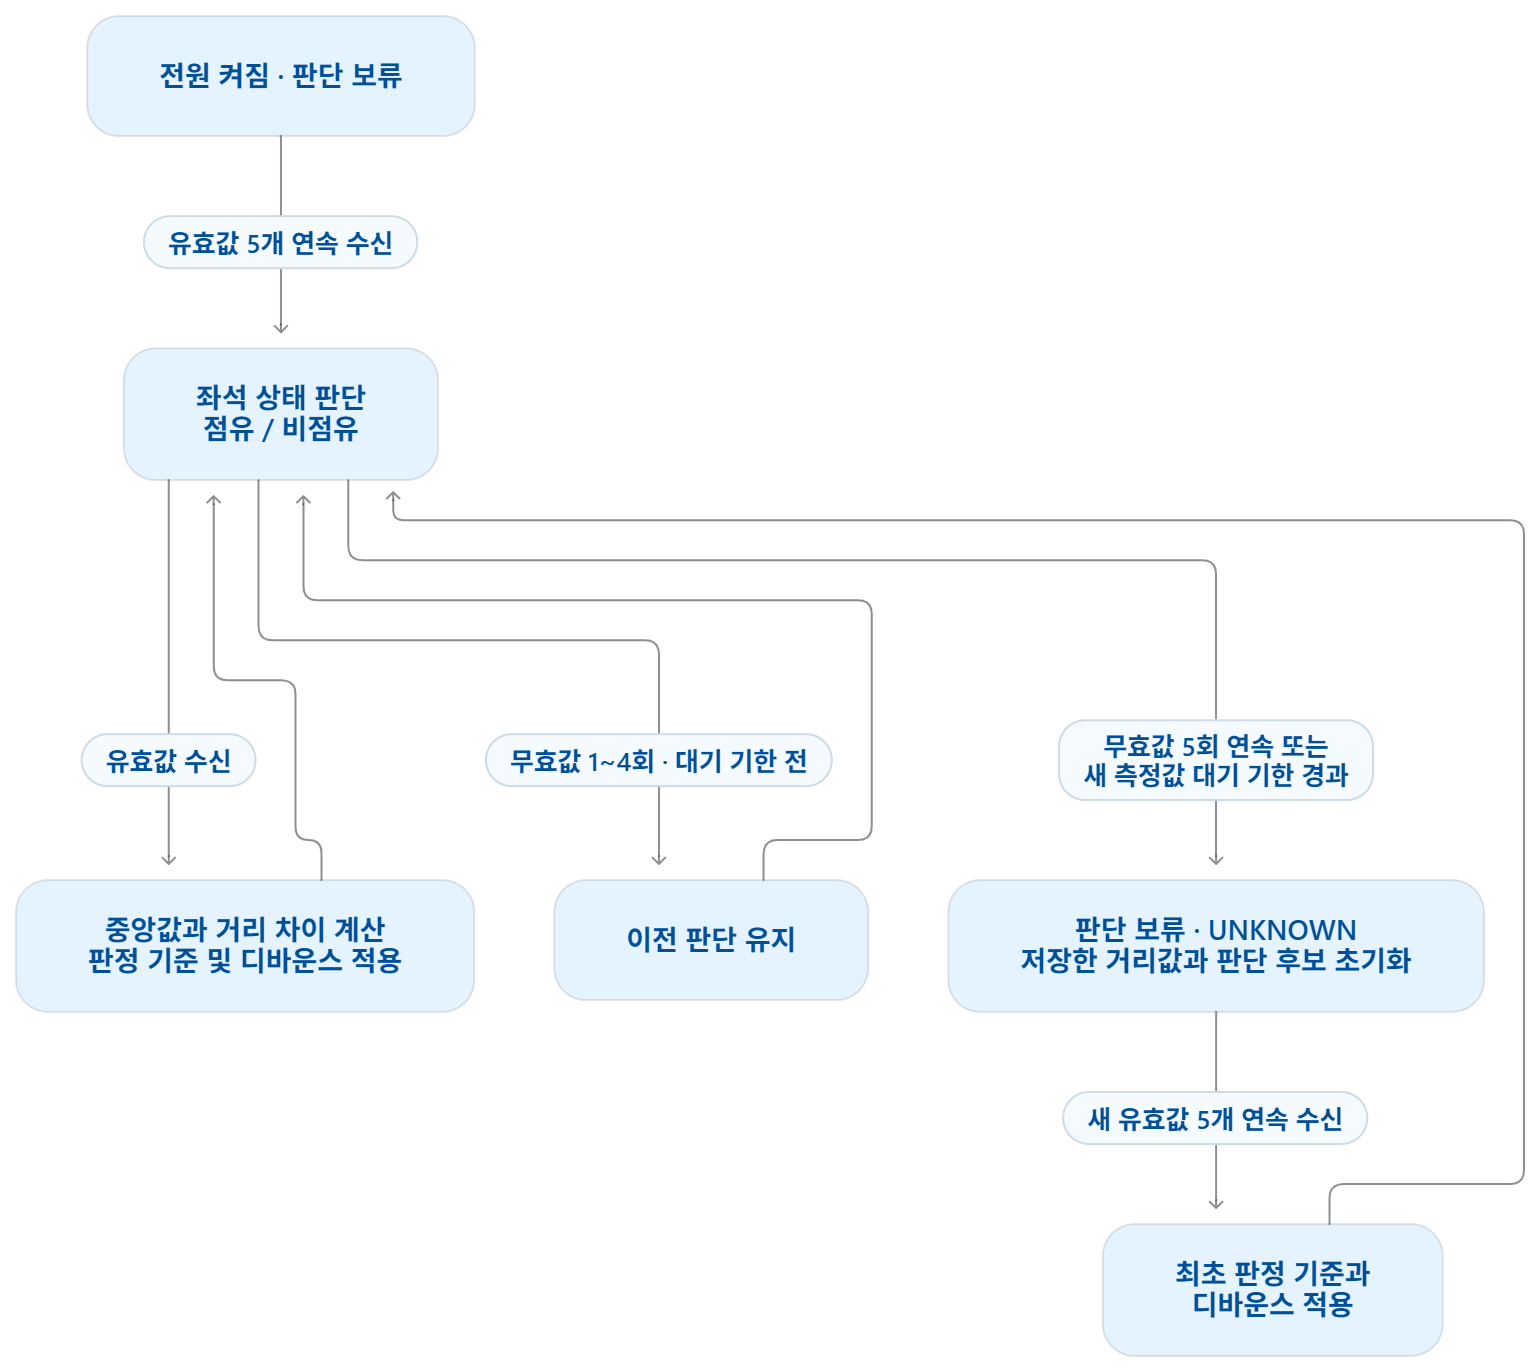 전원 켜짐 · 판단 보류
유효값 5개 연속 수신
좌석 상태 판단
점유 / 비점유
유효값 수신
무효값 1~4회 · 대기 기한 전
무효값 5회 연속 또는
새 측정값 대기 기한 경과
중앙값과 거리 차이 계산
판정 기준 및 디바운스 적용
이전 판단 유지
판단 보류 · UNKNOWN
저장한 거리값과 판단 후보 초기화
새 유효값 5개 연속 수신
최초 판정 기준과
디바운스 적용